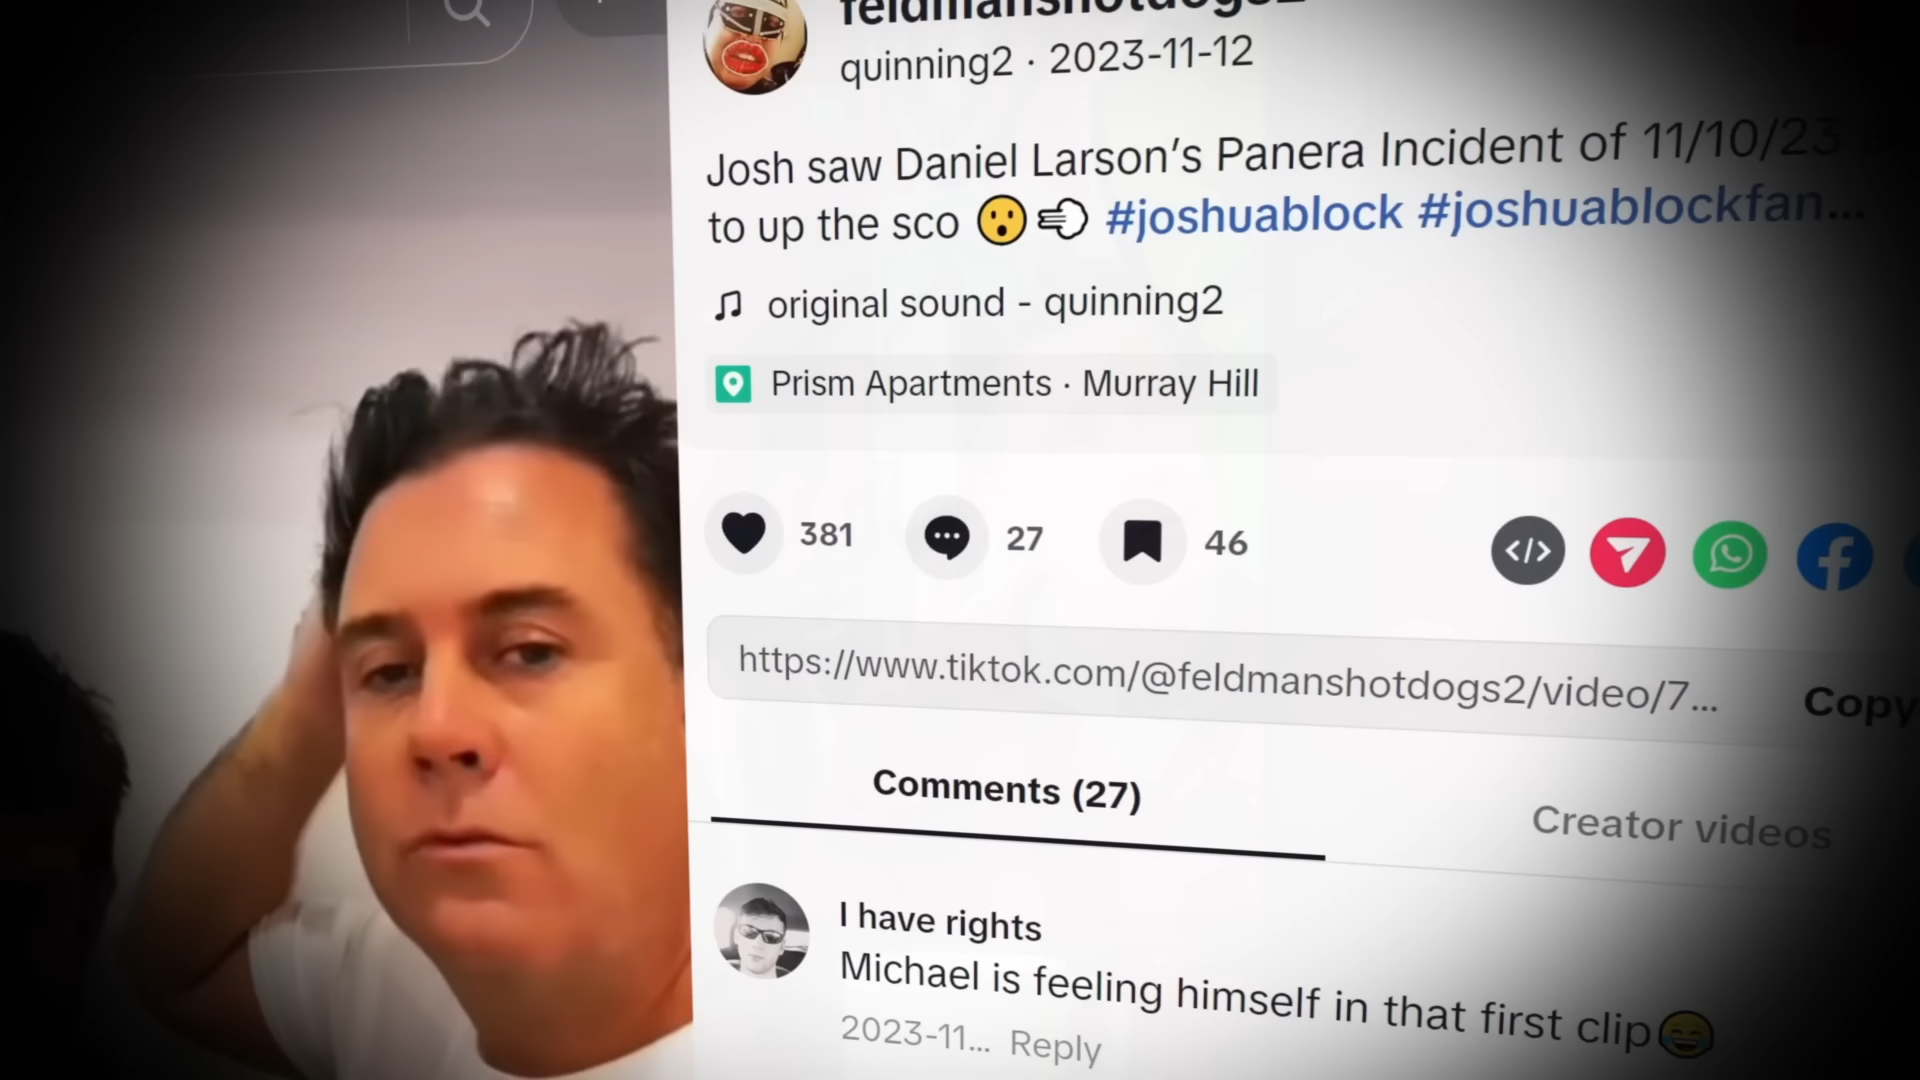 feldmanshotdogs2
quinning2 · 2023-11-12
Josh saw Daniel Larson's Panera Incident of 11/10/23
to up the sco 😮💨 #joshuablock #joshuablockfan...
original sound - quinning2
Prism Apartments · Murray Hill
381 27 46
https://www.tiktok.com/@feldmanshotdogs2/video/7...
Copy
Comments (27)
Creator videos
I have rights
Michael is feeling himself in that first clip😂
2023-11... Reply